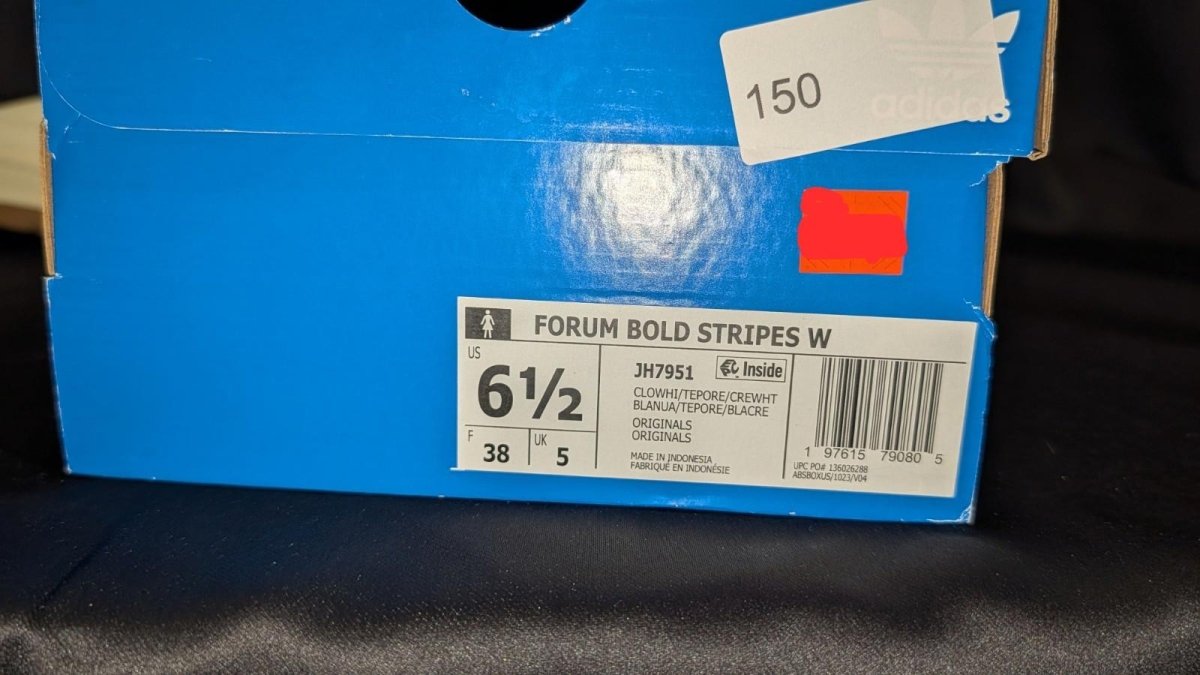 150
adidas
FORUM BOLD STRIPES W
US
6½
F
38
UK
5
JH7951
Inside
CLOWHI/TEPORE/CREWHT
BLANUA/TEPORE/BLACRE
ORIGINALS
ORIGINALS
MADE IN INDONESIA
FABRIQUÉ EN INDONÉSIE
1 97615 79080 5
UPC PO# 136026288
ABSBOXUS/1023/V04